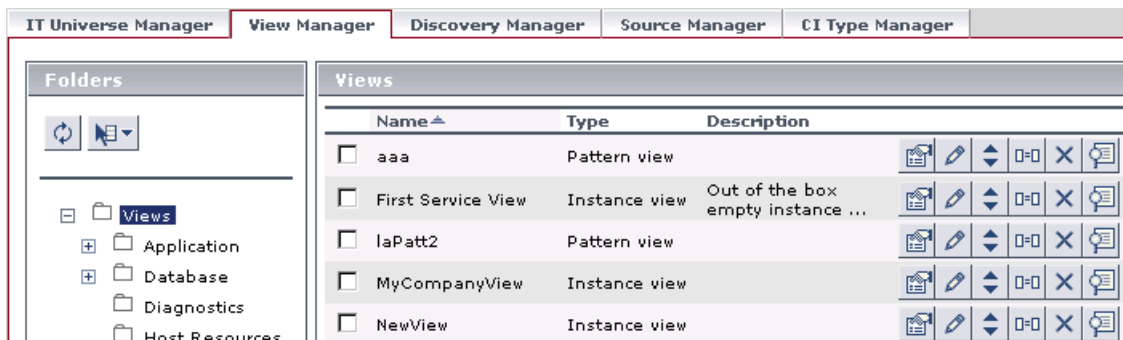 IT Universe Manager View Manager Discovery Manager Source Manager CI Type Manager
Folders
Views
Application
Database
Diagnostics
Host Resources
Views
Name Type Description
aaa Pattern view
First Service View Instance view Out of the box
empty instance ...
laPatt2 Pattern view
MyCompanyView Instance view
NewView Instance view